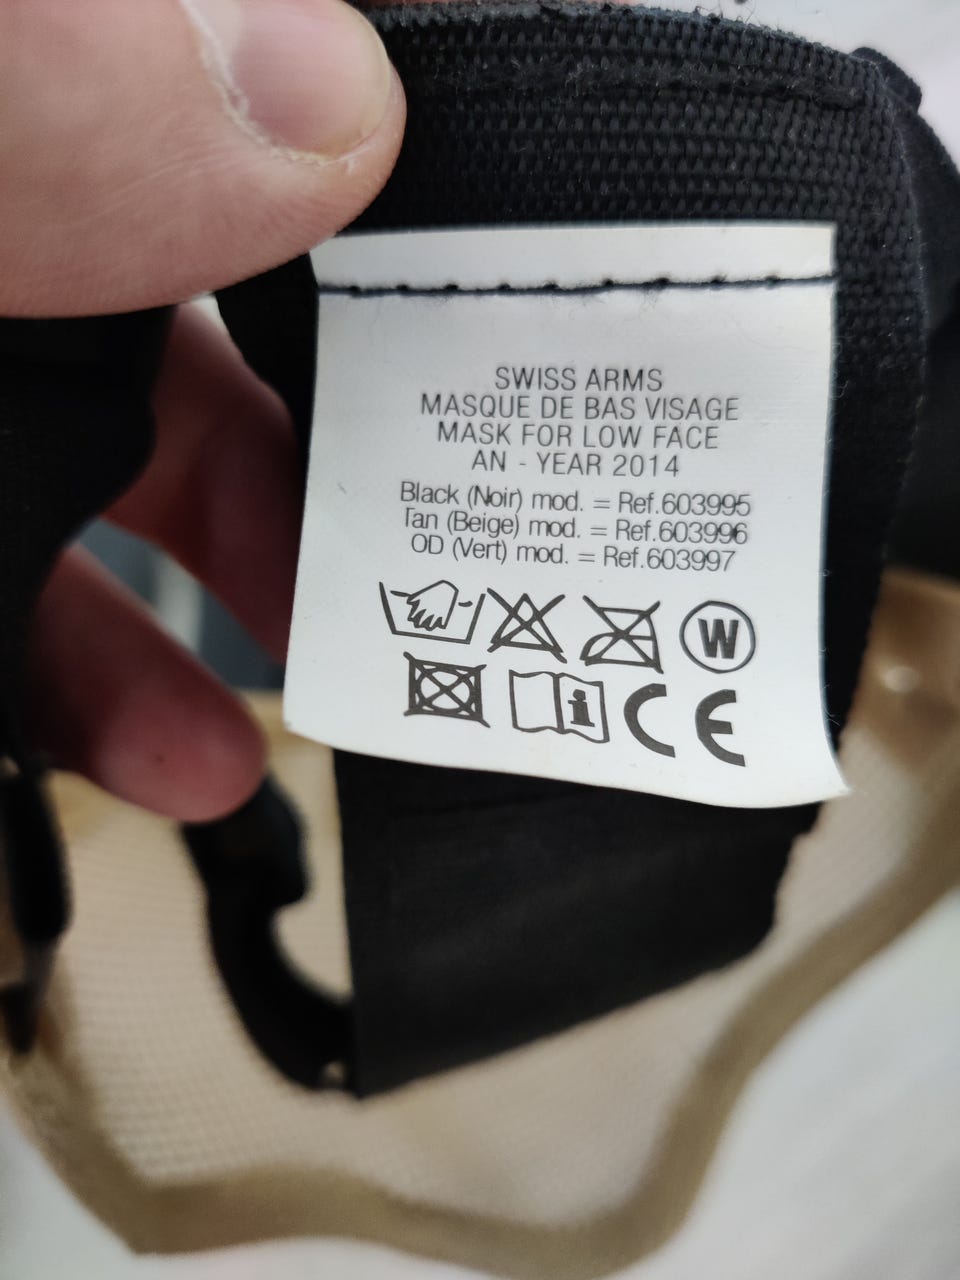 SWISS ARMS
MASQUE DE BAS VISAGE
MASK FOR LOW FACE
AN - YEAR 2014
Black (Noir) mod. = Ref.603995
Tan (Beige) mod. = Ref.603996
OD (Vert) mod. = Ref.603997
W
i CE